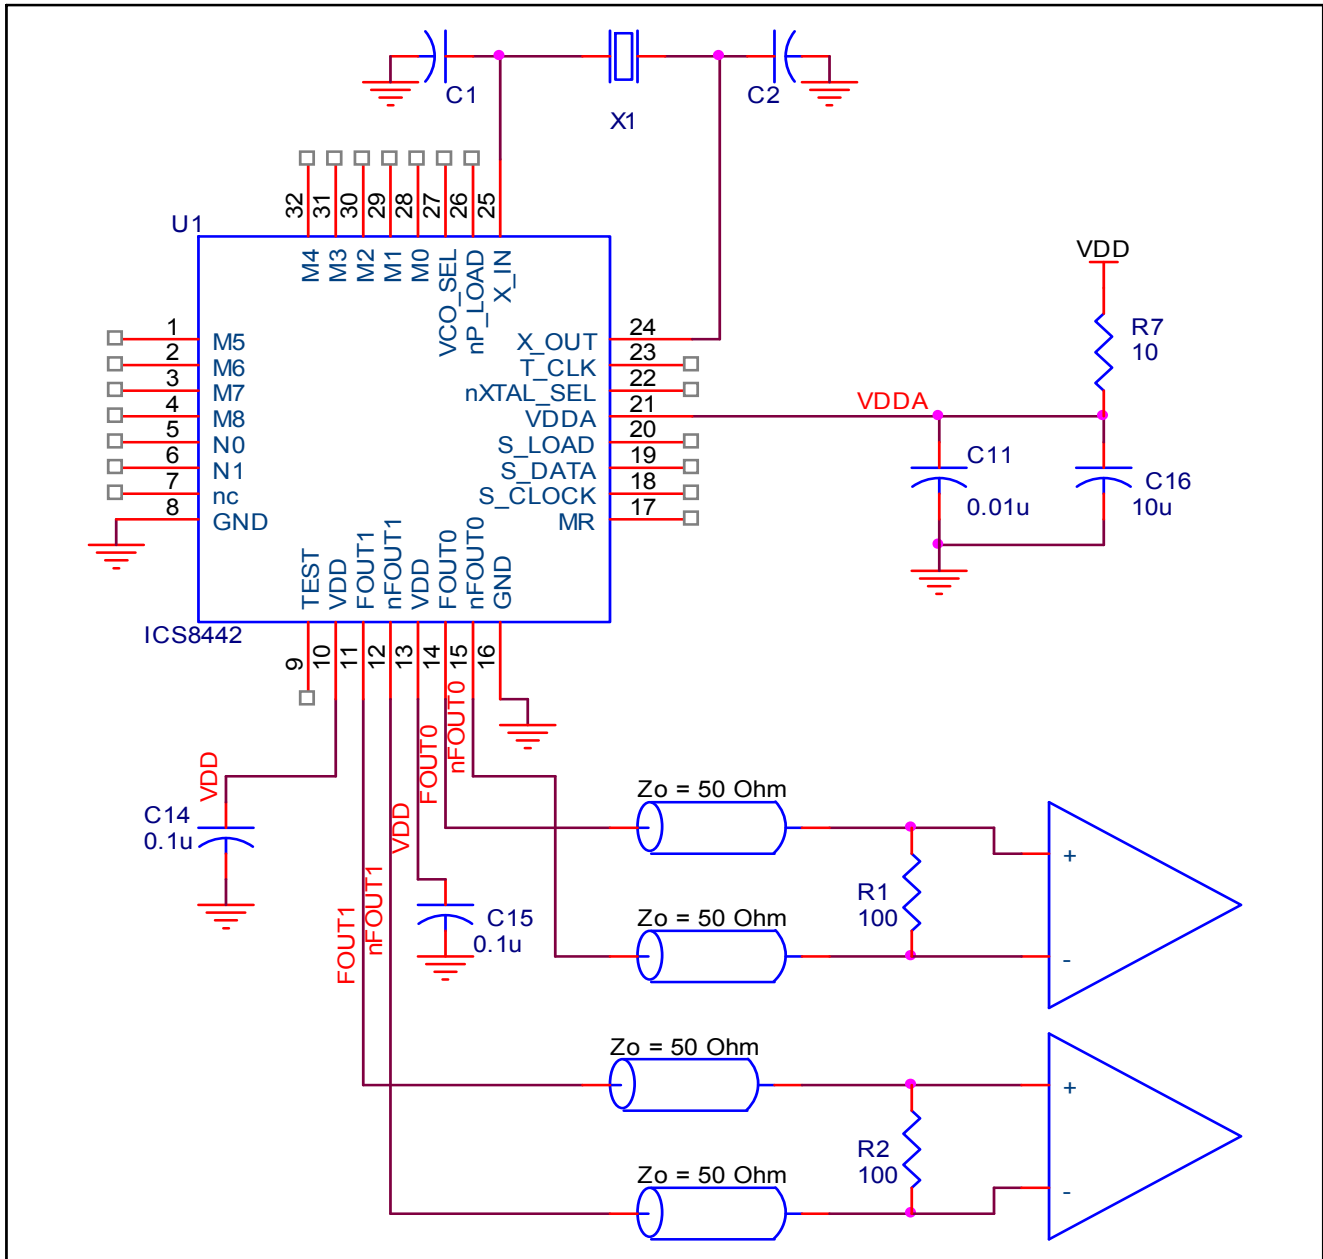 C1
X1
C2
32
31
30
29
28
27
26
25
U1
M4
M3
M2
M1
M0
VCO_SEL
nP_LOAD
X_IN
1
M5
2
M6
3
M7
4
M8
5
N0
6
N1
7
nc
8
GND
X_OUT
24
T_CLK
23
nXTAL_SEL
22
VDDA
21
S_LOAD
20
S_DATA
19
S_CLOCK
18
MR
17
VDD
R7
10
VDDA
C11
0.01u
C16
10u
TEST
VDD
FOUT1
nFOUT1
VDD
FOUT0
nFOUT0
GND
ICS8442
9
10
11
12
13
14
15
16
VDD
C14
0.1u
FOUT1
nFOUT1
VDD
FOUT0
nFOUT0
C15
0.1u
Zo = 50 Ohm
R1
100
+
-
Zo = 50 Ohm
Zo = 50 Ohm
R2
100
+
-
Zo = 50 Ohm